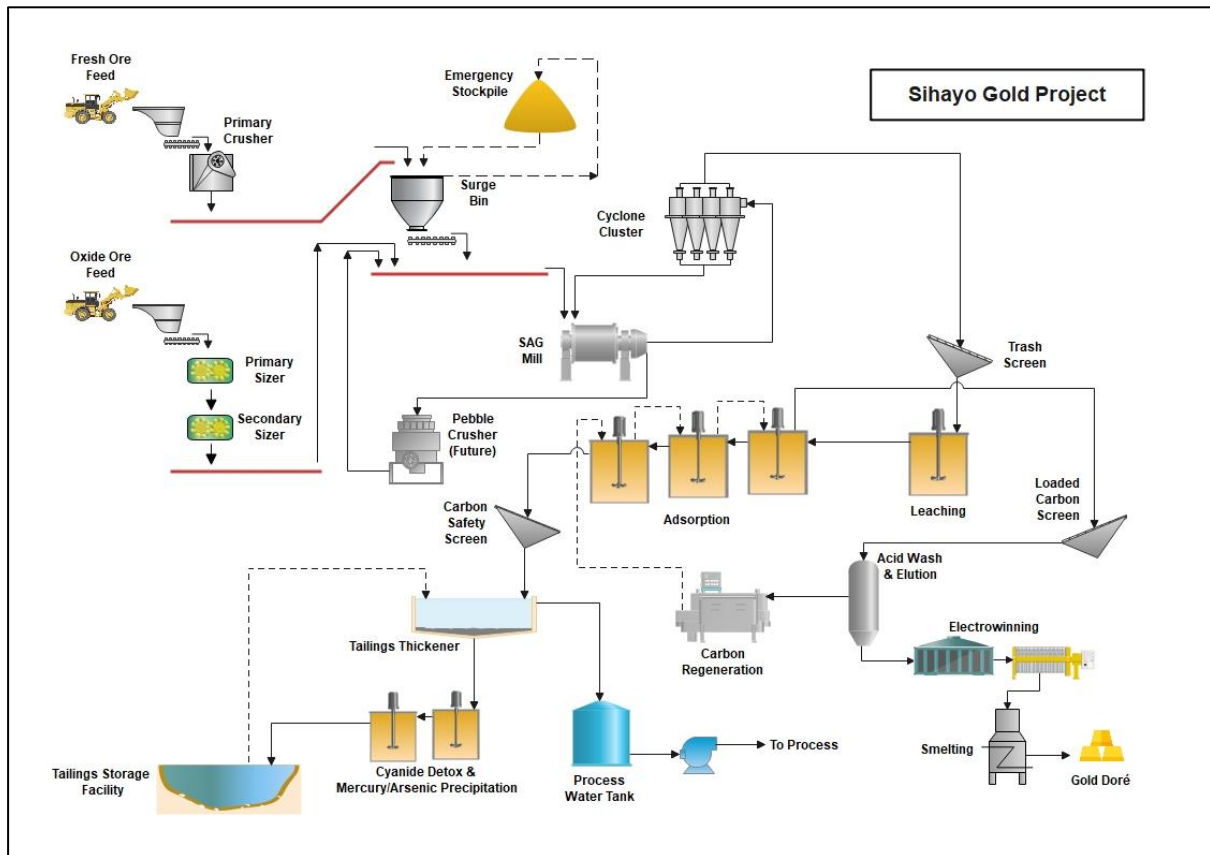 Fresh Ore
Feed
Primary
Crusher
Emergency
Stockpile
Sihayo Gold Project
Surge
Bin
Cyclone
Cluster
Oxide Ore
Feed
Primary
Sizer
Secondary
Sizer
SAG
Mill
Pebble
Crusher
(Future)
Trash
Screen
Carbon
Safety
Screen
Adsorption
Leaching
Loaded
Carbon
Screen
Acid Wash
& Elution
Tailings Thickener
Carbon
Regeneration
Electrowinning
Tailings Storage
Facility
Cyanide Detox &
Mercury/Arsenic Precipitation
Process
Water Tank
To Process
Smelting
Gold Doré